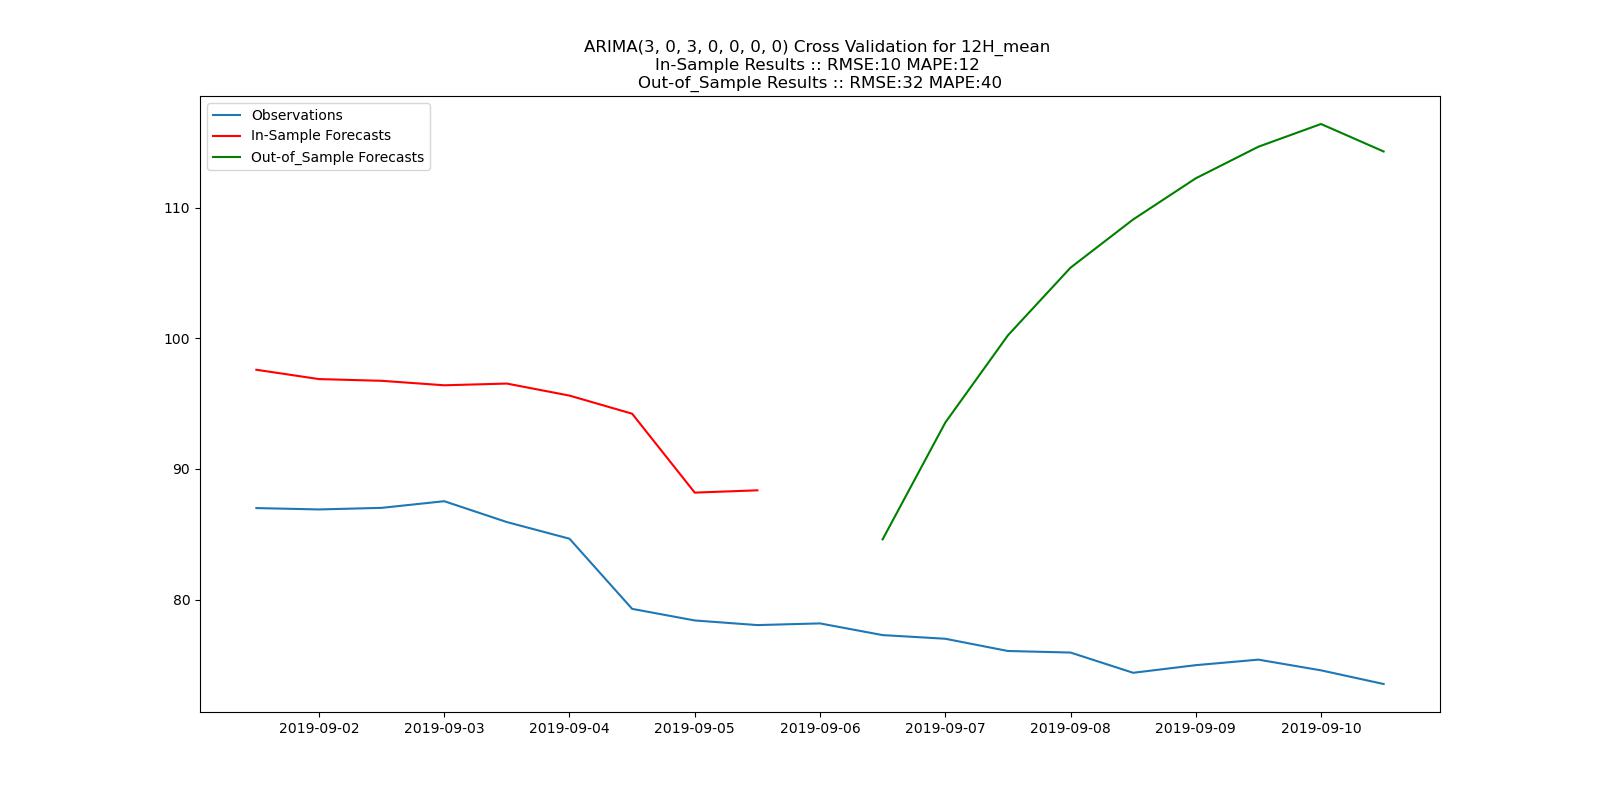 ARIMA(3, 0, 3, 0, 0, 0, 0) Cross Validation for 12H_mean
In-Sample Results :: RMSE:10 MAPE:12
Out-of_Sample Results :: RMSE:32 MAPE:40
Observations
In-Sample Forecasts
Out-of_Sample Forecasts
110
100
90
80
2019-09-02 2019-09-03 2019-09-04 2019-09-05 2019-09-06 2019-09-07 2019-09-08 2019-09-09 2019-09-10